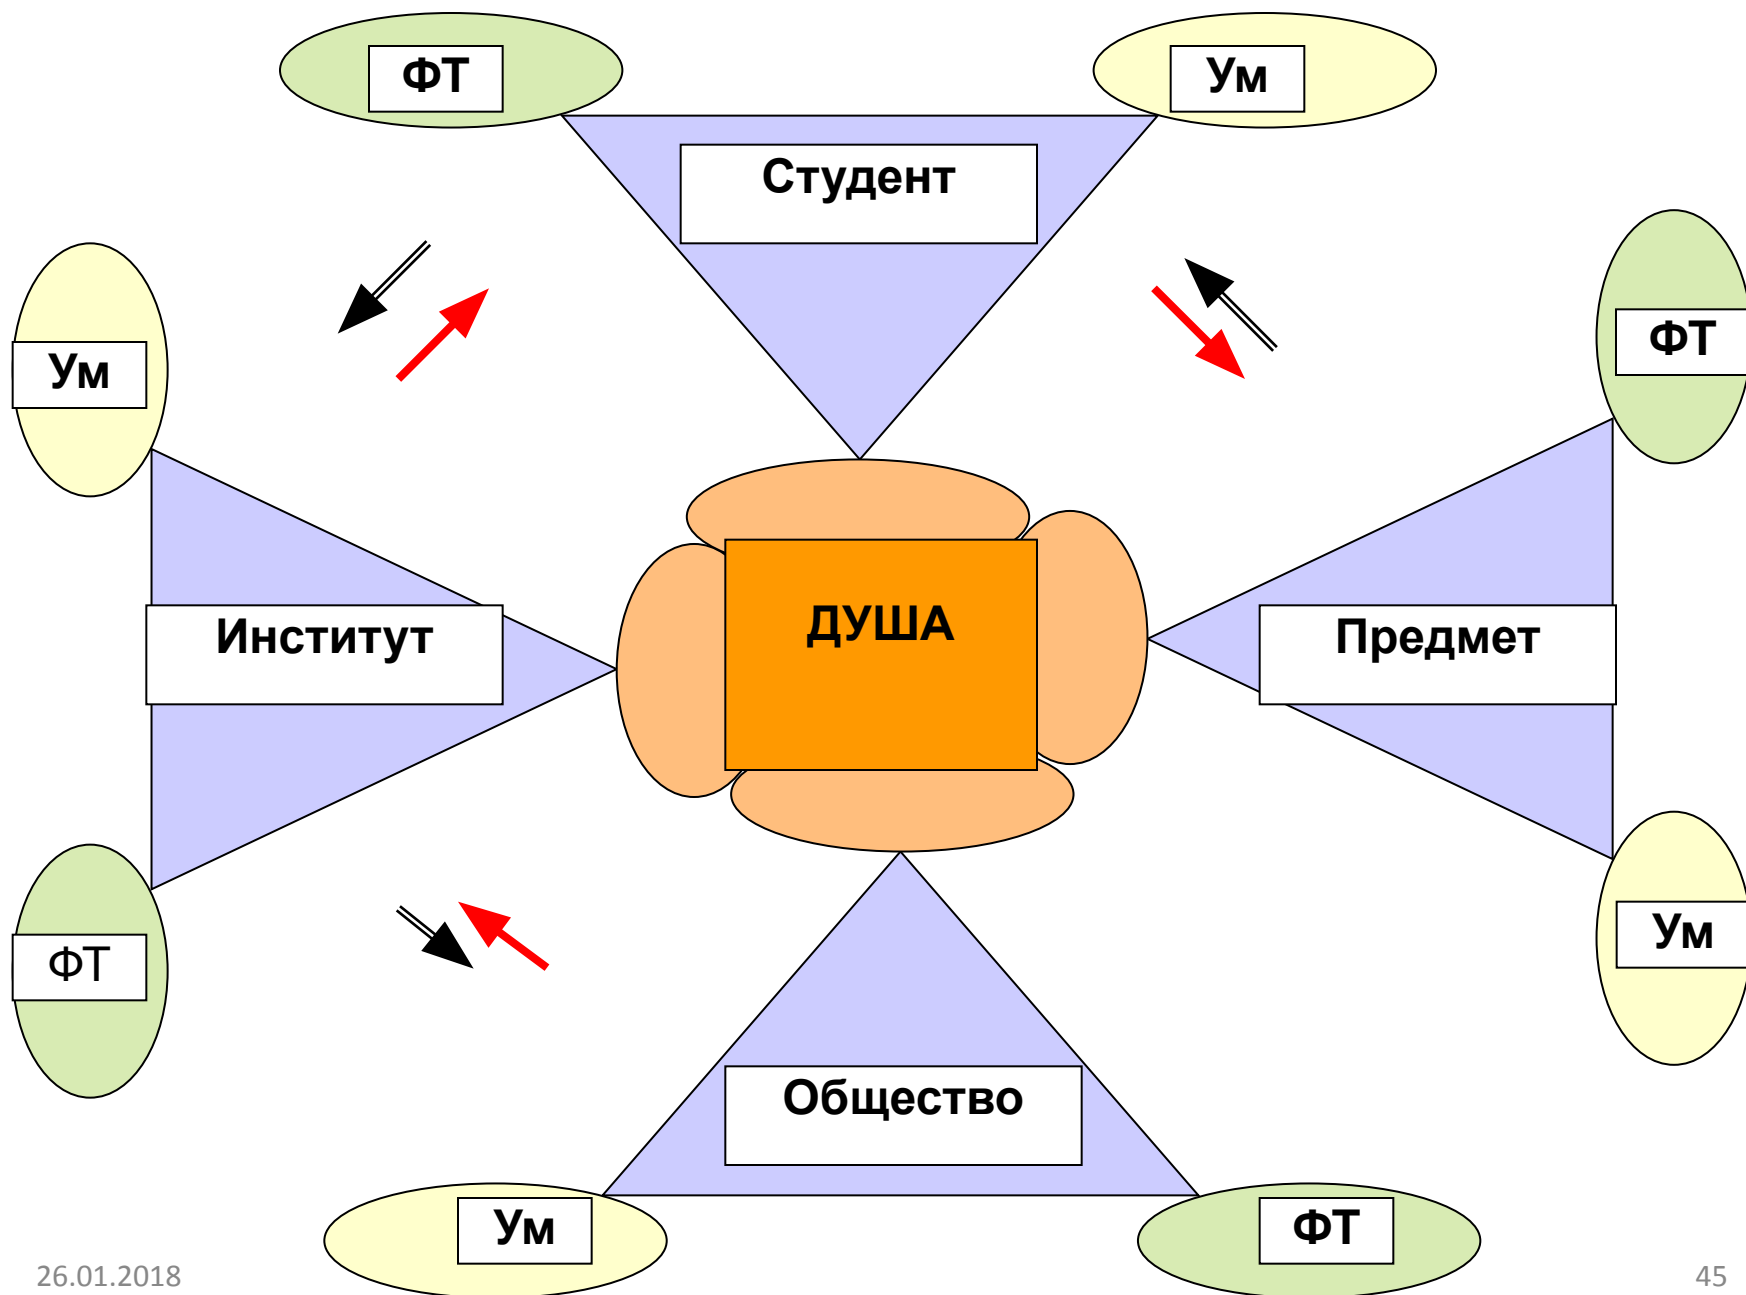 ФТ
Ум
Студент
Ум
ФТ
Институт
ДУША
Предмет
ФТ
Ум
Общество
Ум
ФТ
26.01.2018
45